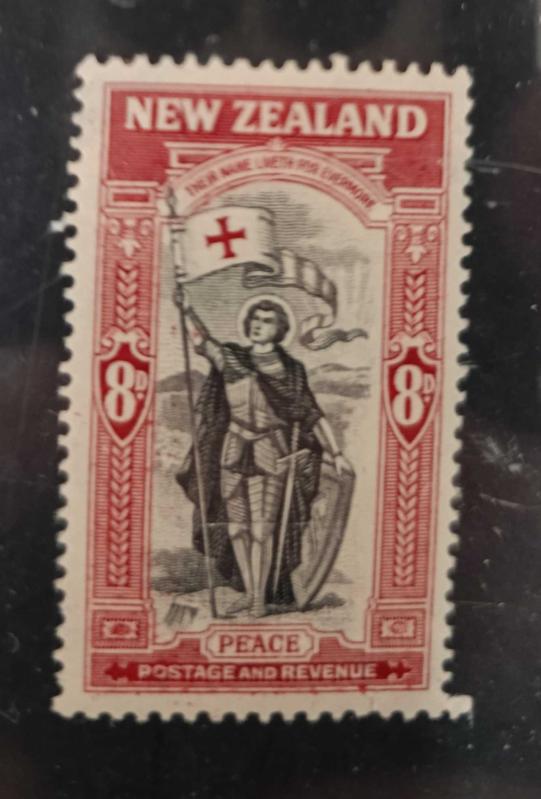 NEW ZEALAND
THEIR NAME LIVETH FOR EVERMORE
8D.
8D.
PEACE
POSTAGE AND REVENUE